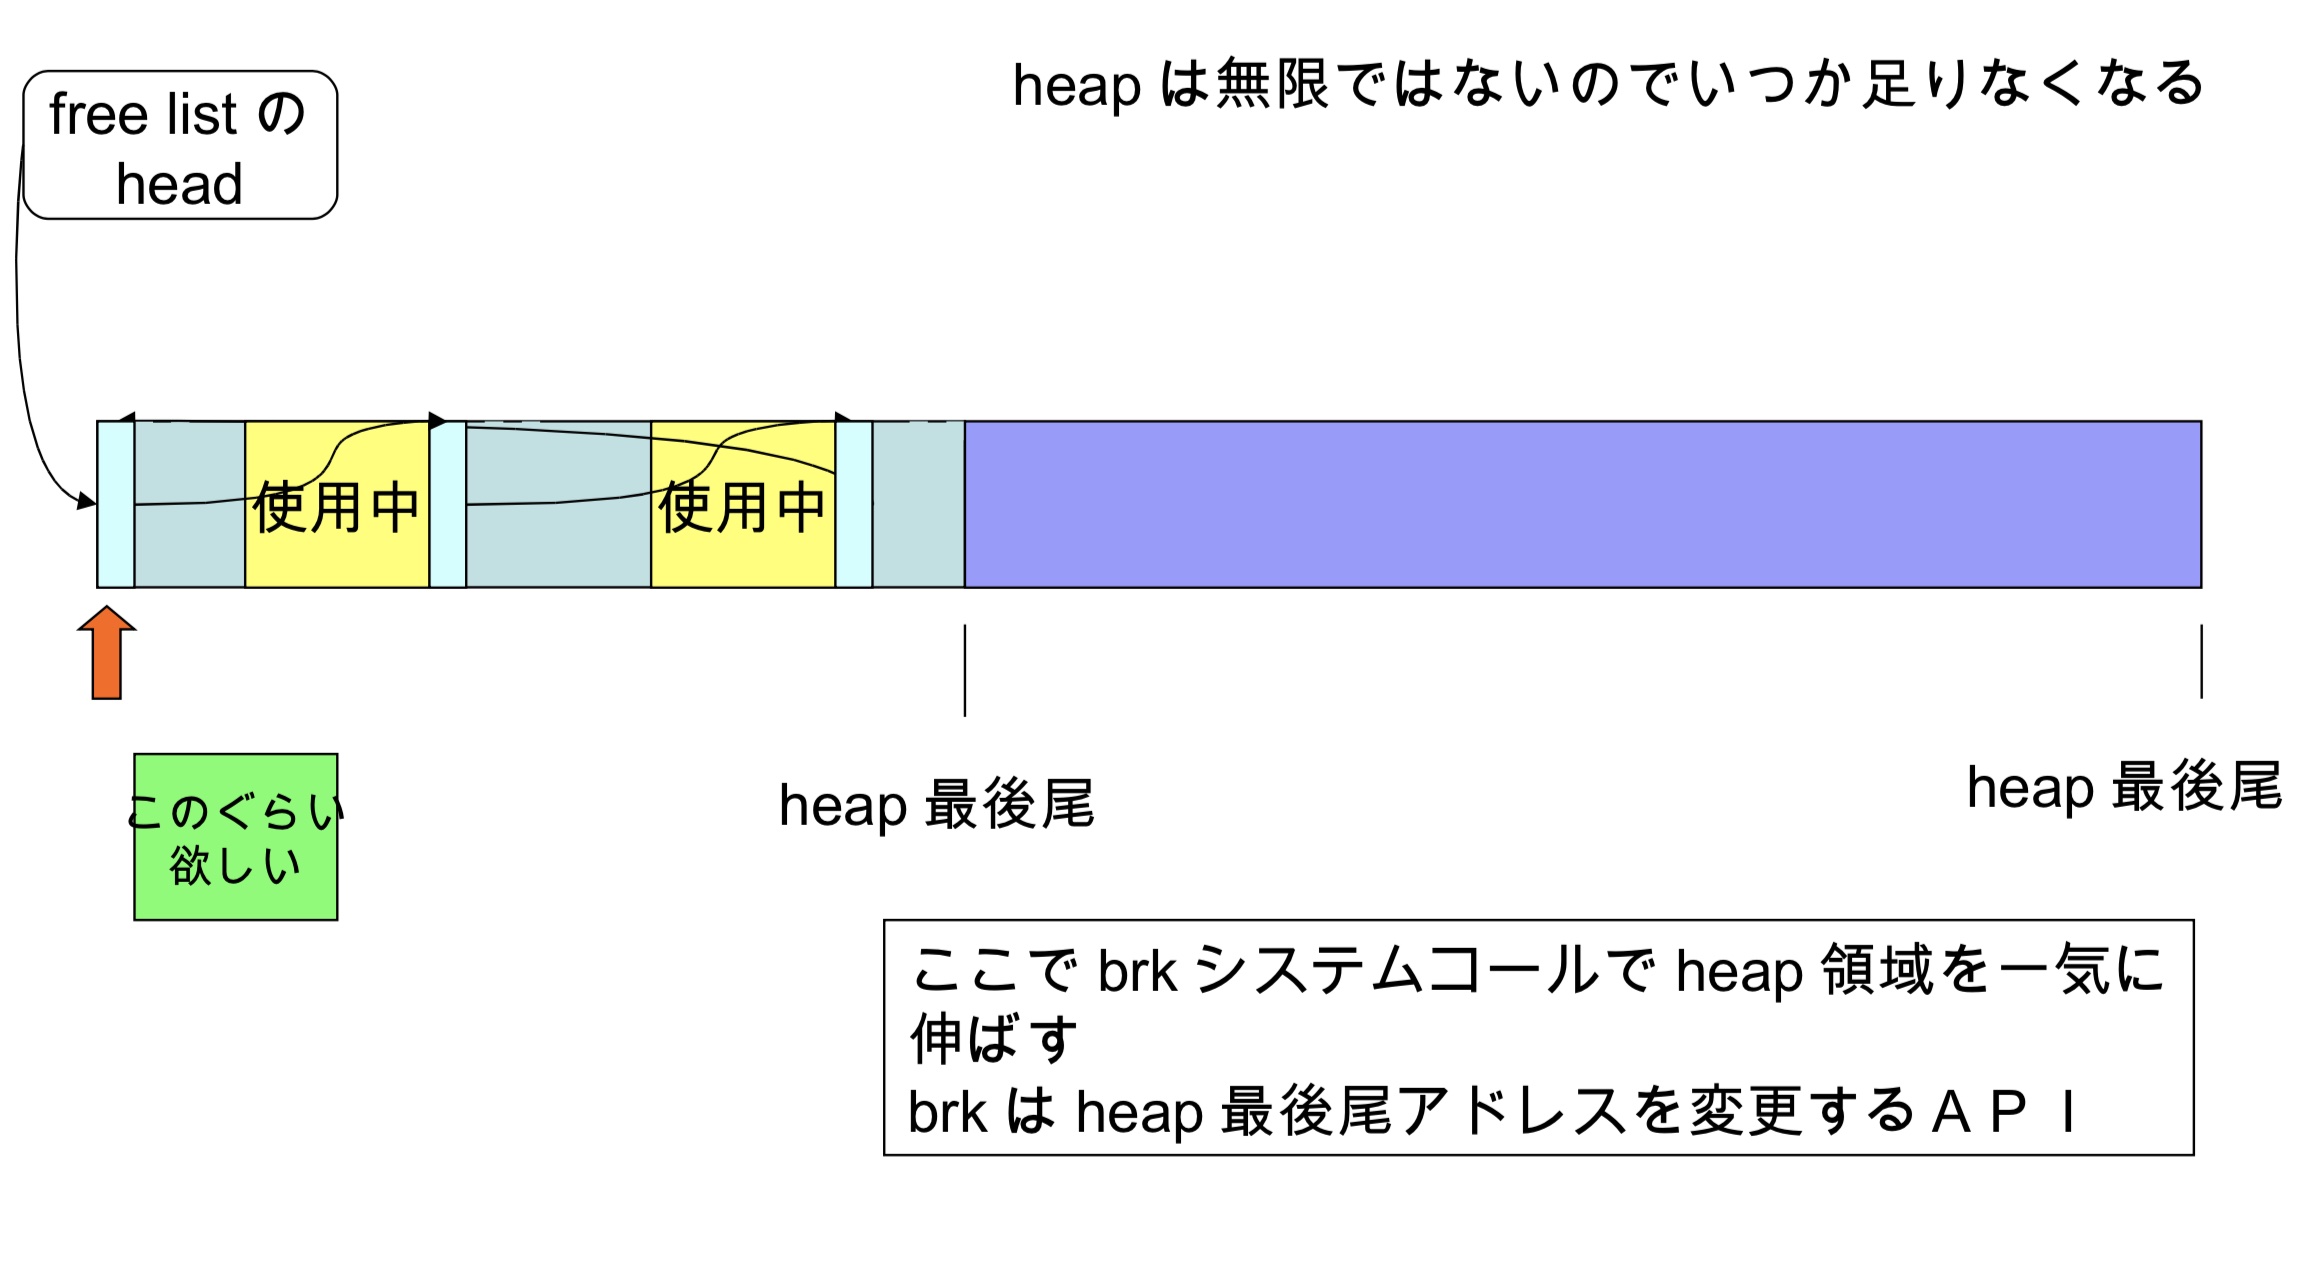 heap は無限ではないのでいつか足りなくなる
free list の
head
使用中
使用中
heap 最後尾
heap 最後尾
このぐらい
欲しい
ここで brk システムコールで heap 領域を一気に
伸ばす
brk は heap 最後尾アドレスを変更するＡＰＩ